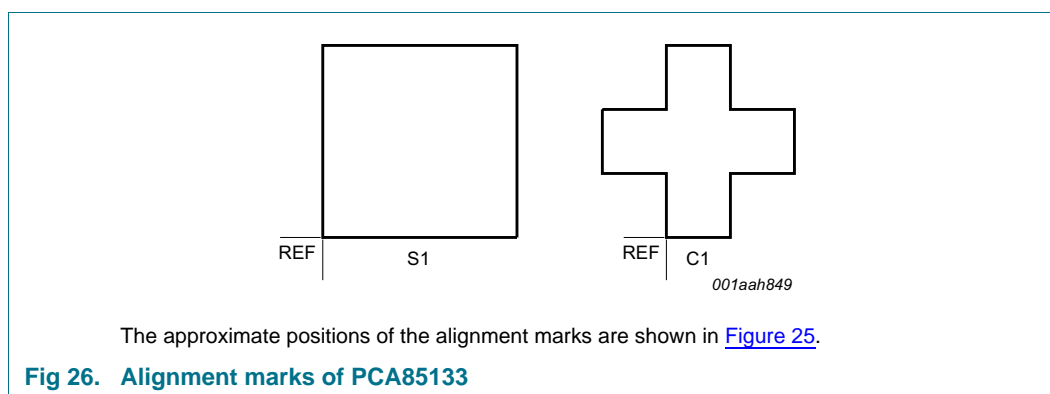 REF
S1
REF
C1
001aah849
The approximate positions of the alignment marks are shown in Figure 25.
Fig 26. Alignment marks of PCA85133